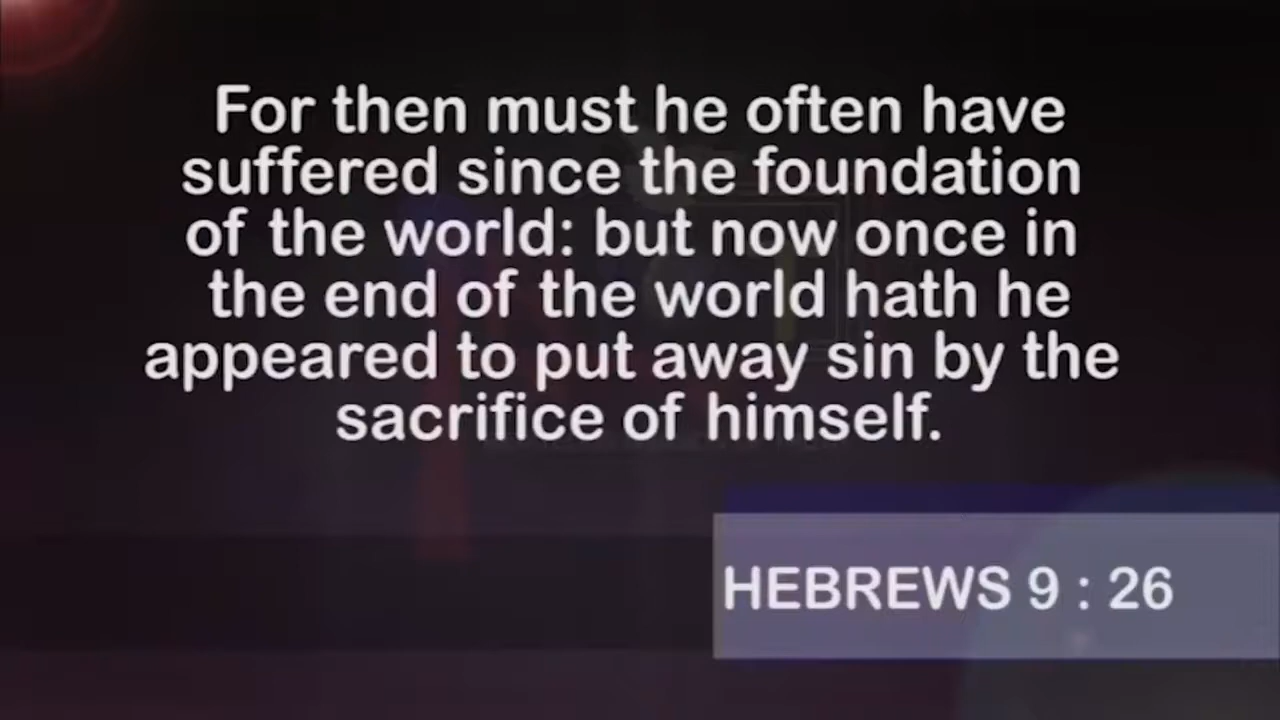 For then must he often have
suffered since the foundation
of the world: but now once in
the end of the world hath he
appeared to put away sin by the
sacrifice of himself.
HEBREWS 9 : 26